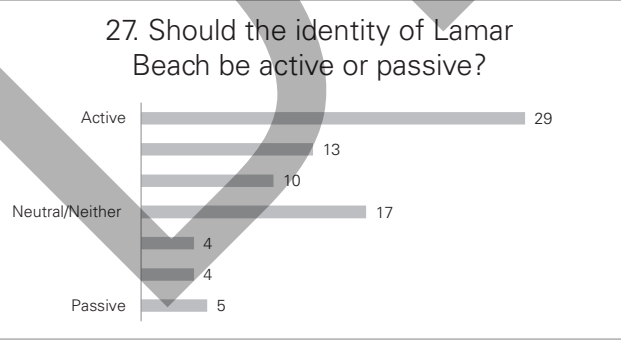 27. Should the identity of Lamar
Beach be active or passive?
Active 29
13
10
Neutral/Neither 17
4
4
Passive 5